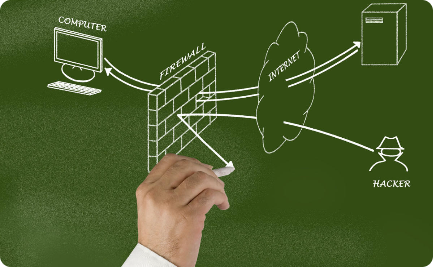 COMPUTER
FIREWALL
INTERNET
HACKER